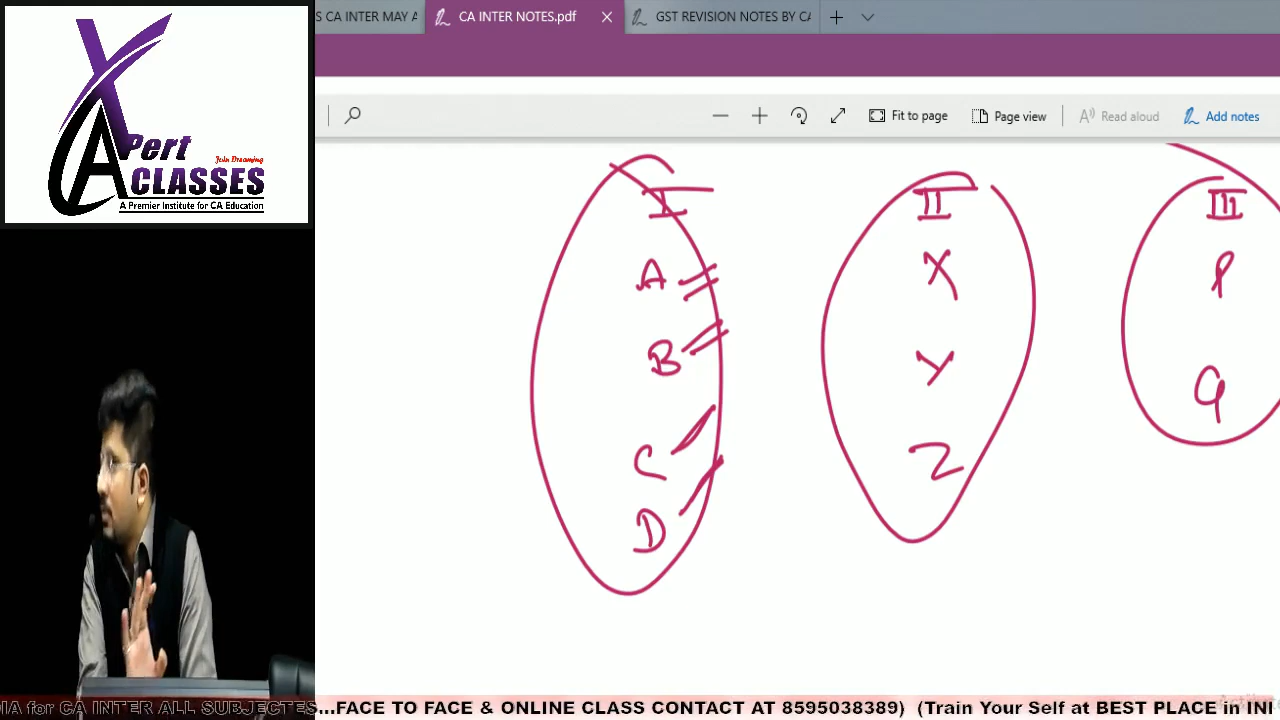 S CA INTER MAY A
CA INTER NOTES.pdf
GST REVISION NOTES BY CA
Pert
Join Dreaming
CA CLASSES
A Premier Institute for CA Education
Fit to page
Page view
Read aloud
Add notes
I
II
III
A
X
P
B
Y
Q
C
Z
D
IA for CA INTER ALL SUBJECTES...FACE TO FACE & ONLINE CLASS CONTACT AT 8595038389) (Train Your Self at BEST PLACE in INI